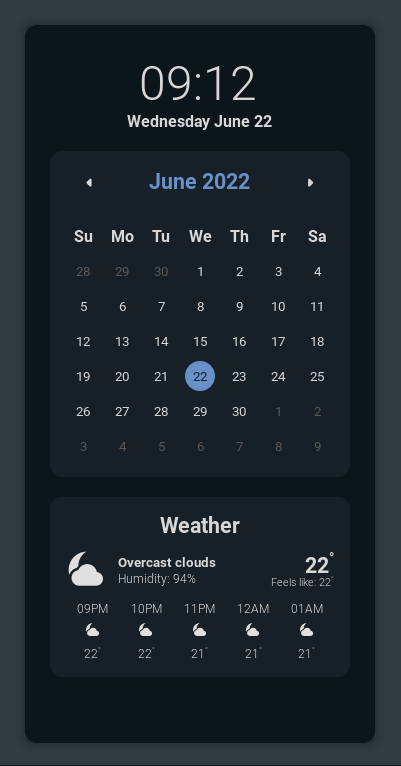 09:12
Wednesday June 22
June 2022
Su Mo Tu We Th Fr Sa
28 29 30 1 2 3 4
5 6 7 8 9 10 11
12 13 14 15 16 17 18
19 20 21 22 23 24 25
26 27 28 29 30 1 2
3 4 5 6 7 8 9
Weather
Overcast clouds 22°
Humidity: 94% Feels like: 22°
09PM 10PM 11PM 12AM 01AM
22° 22° 21° 21° 21°